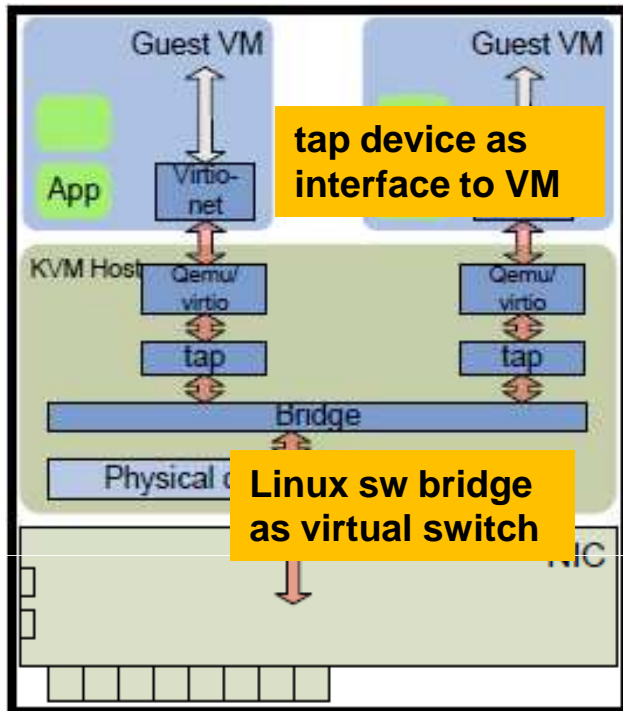 Guest VM
Guest VM
tap device as
interface to VM
App
Virtio-
net
KVM Host
Qemu/
virtio
Qemu/
virtio
tap
tap
Bridge
Physical
Linux sw bridge
as virtual switch
NIC